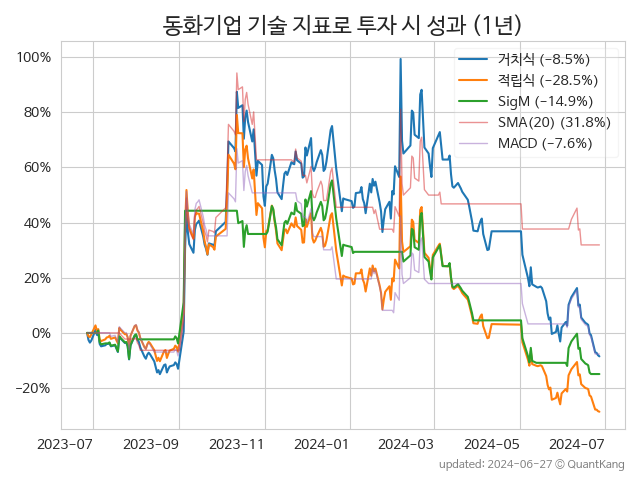 동화기업 기술 지표로 투자 시 성과 (1년)
100%
80%
60%
40%
20%
0%
−20%
거치식 (−8.5%)
적립식 (−28.5%)
SigM (−14.9%)
SMA(20) (31.8%)
MACD (−7.6%)
2023-07
2023-09
2023-11
2024-01
2024-03
2024-05
2024-07
updated: 2024-06-27 © QuantKang